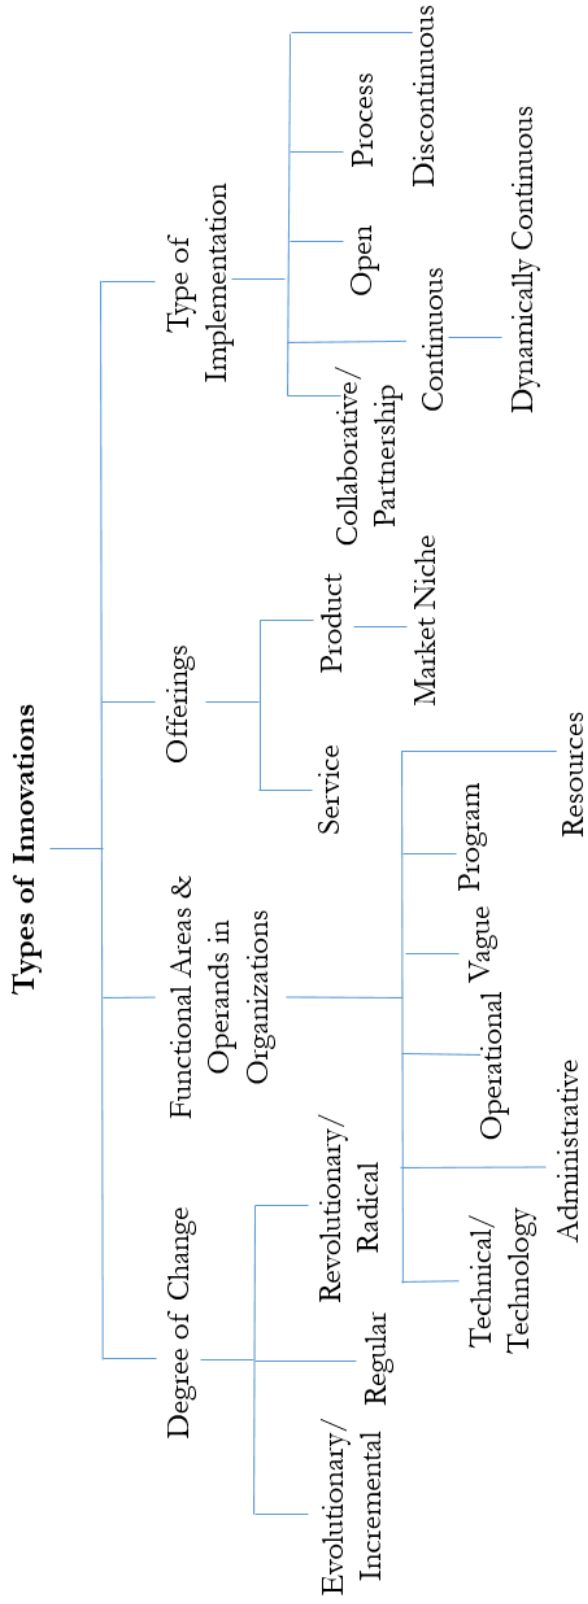 Types of Innovations
Degree of Change
Functional Areas &
Operands in
Organizations
Offerings
Type of
Implementation
Evolutionary/
Incremental
Regular
Revolutionary/
Radical
Technical/
Technology
Administrative
Operational
Vague
Program
Resources
Service
Product
Market Niche
Collaborative/
Partnership
Continuous
Dynamically Continuous
Open
Process
Discontinuous